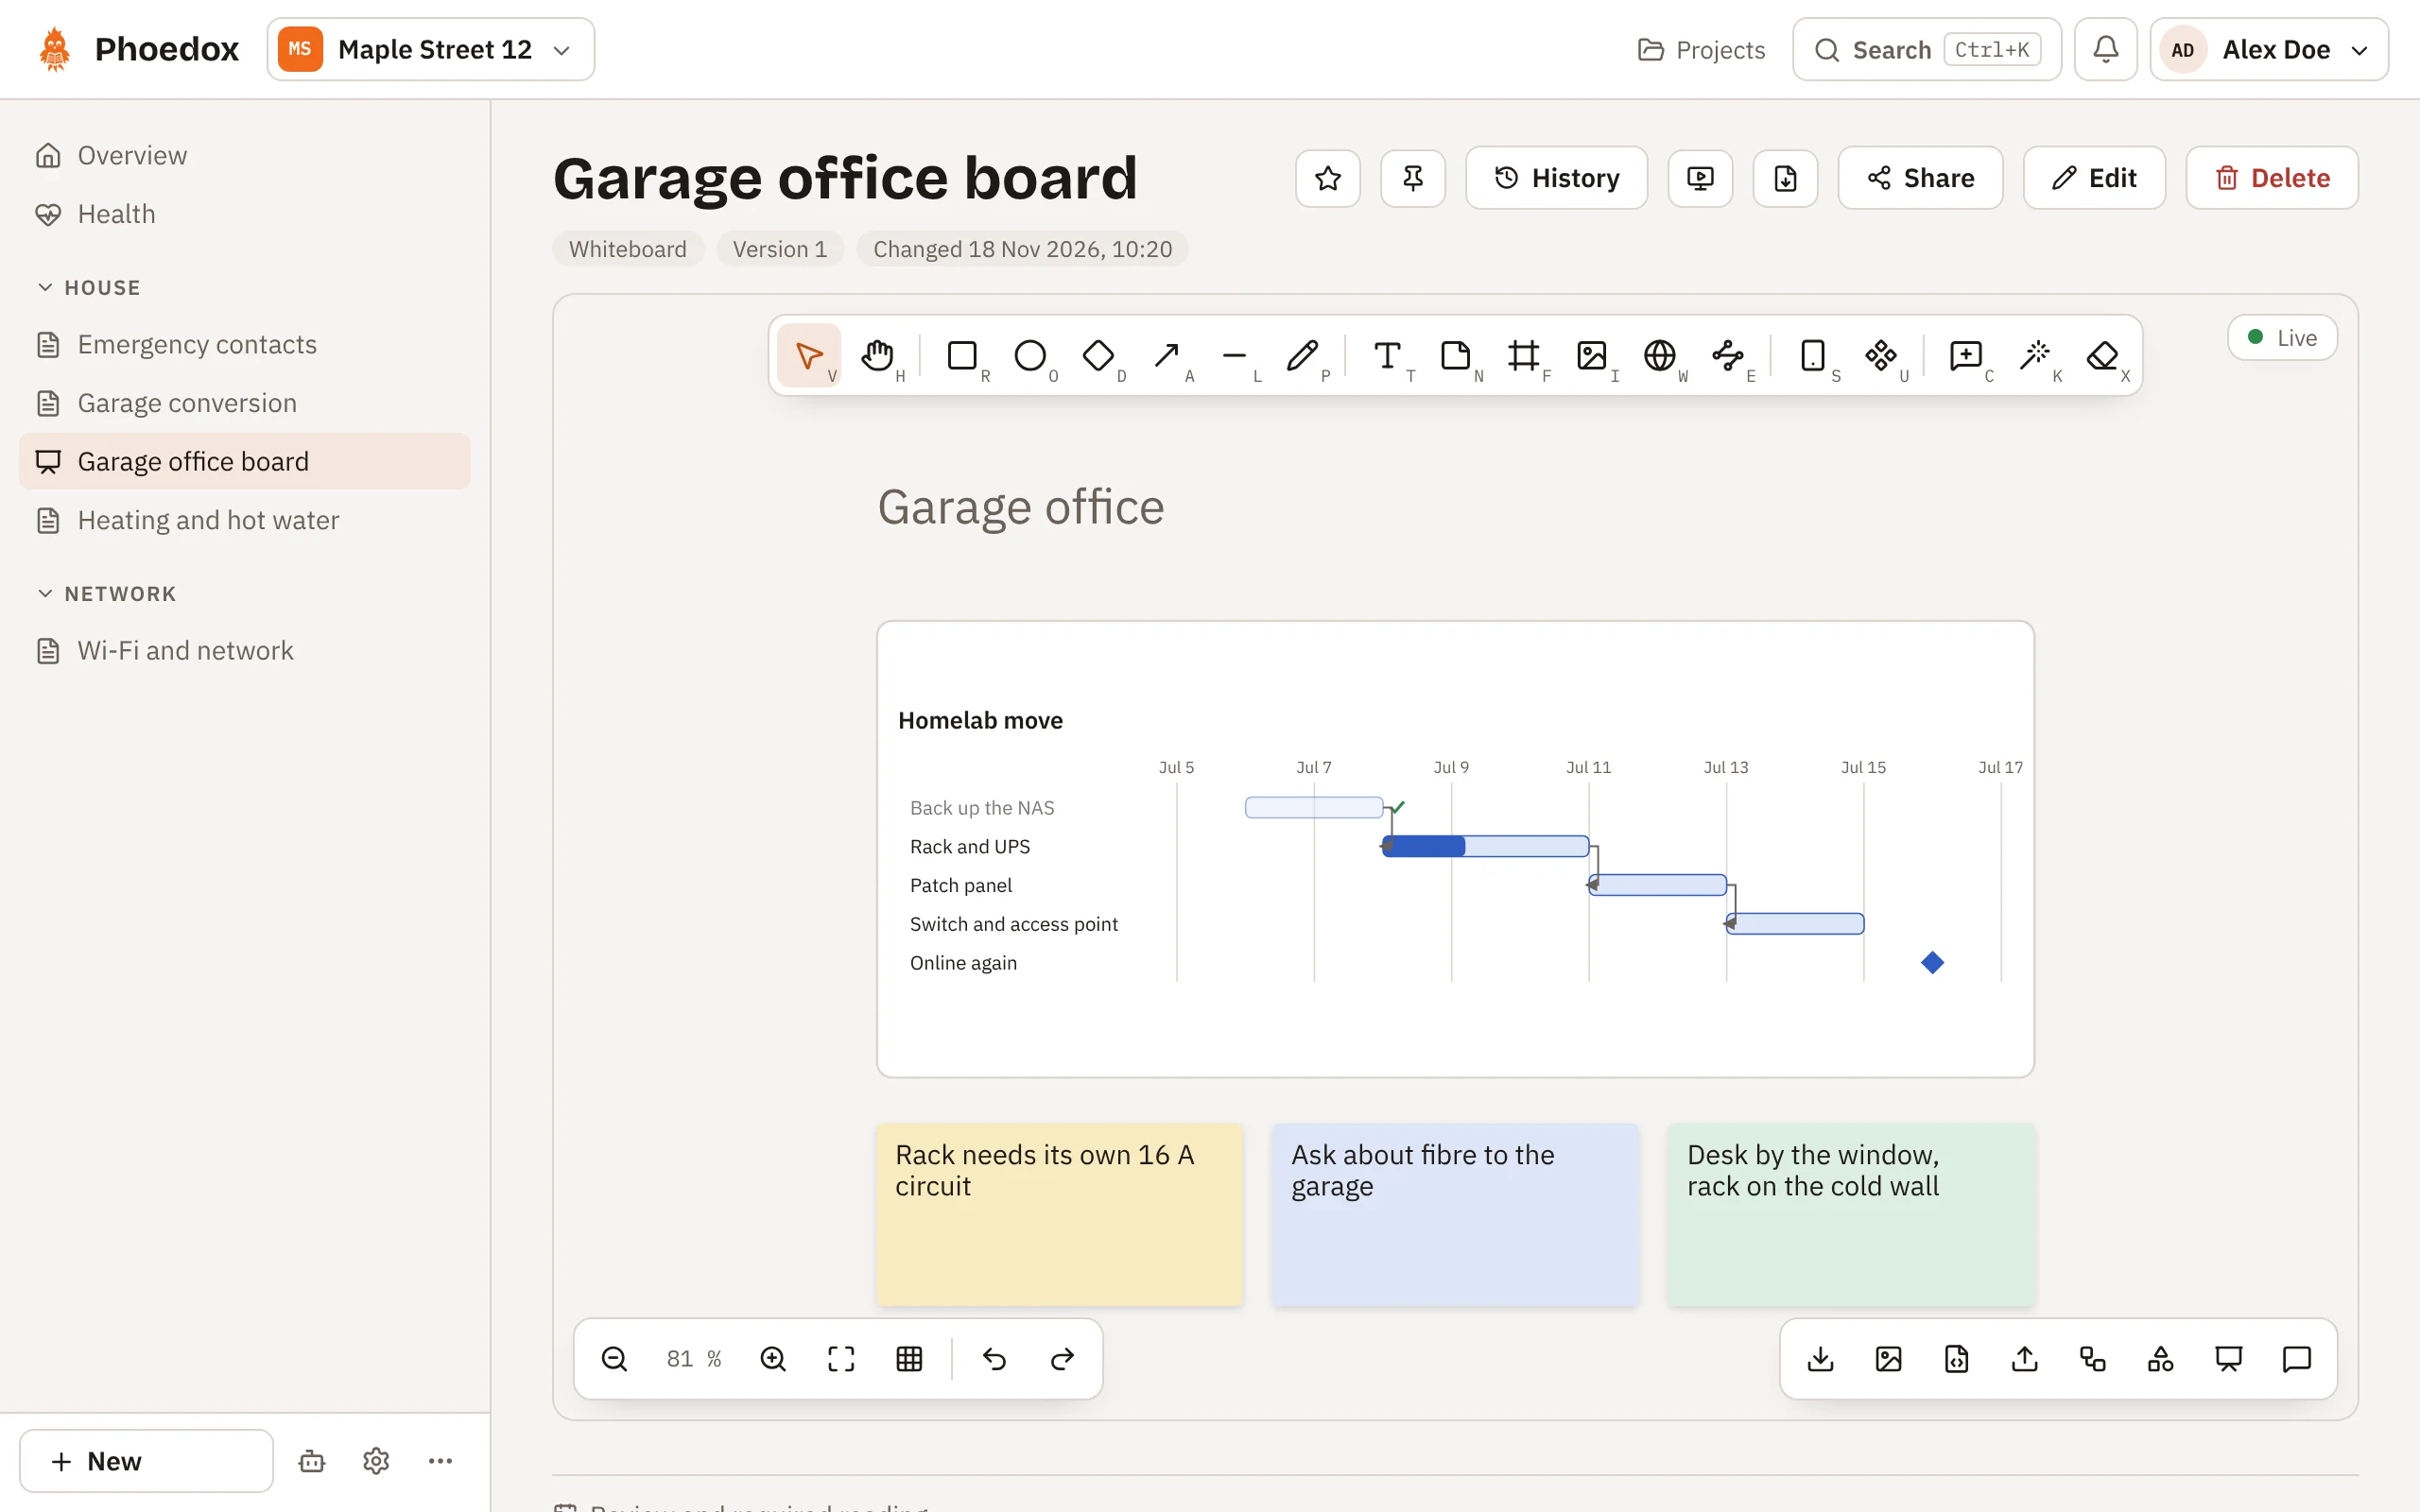 Phoedox
MS Maple Street 12
Projects
Search Ctrl+K
AD Alex Doe
Overview
Health
HOUSE
Emergency contacts
Garage conversion
Garage office board
Heating and hot water
NETWORK
Wi-Fi and network
New
Garage office board
History
Share
Edit
Delete
Whiteboard
Version 1
Changed 18 Nov 2026, 10:20
V H R O D A L P T N F I W E S U C K X
Live
Garage office
Homelab move
Jul 5 Jul 7 Jul 9 Jul 11 Jul 13 Jul 15 Jul 17
Back up the NAS
Rack and UPS
Patch panel
Switch and access point
Online again
Rack needs its own 16 A
circuit
Ask about fibre to the
garage
Desk by the window,
rack on the cold wall
81 %
Review and required reading